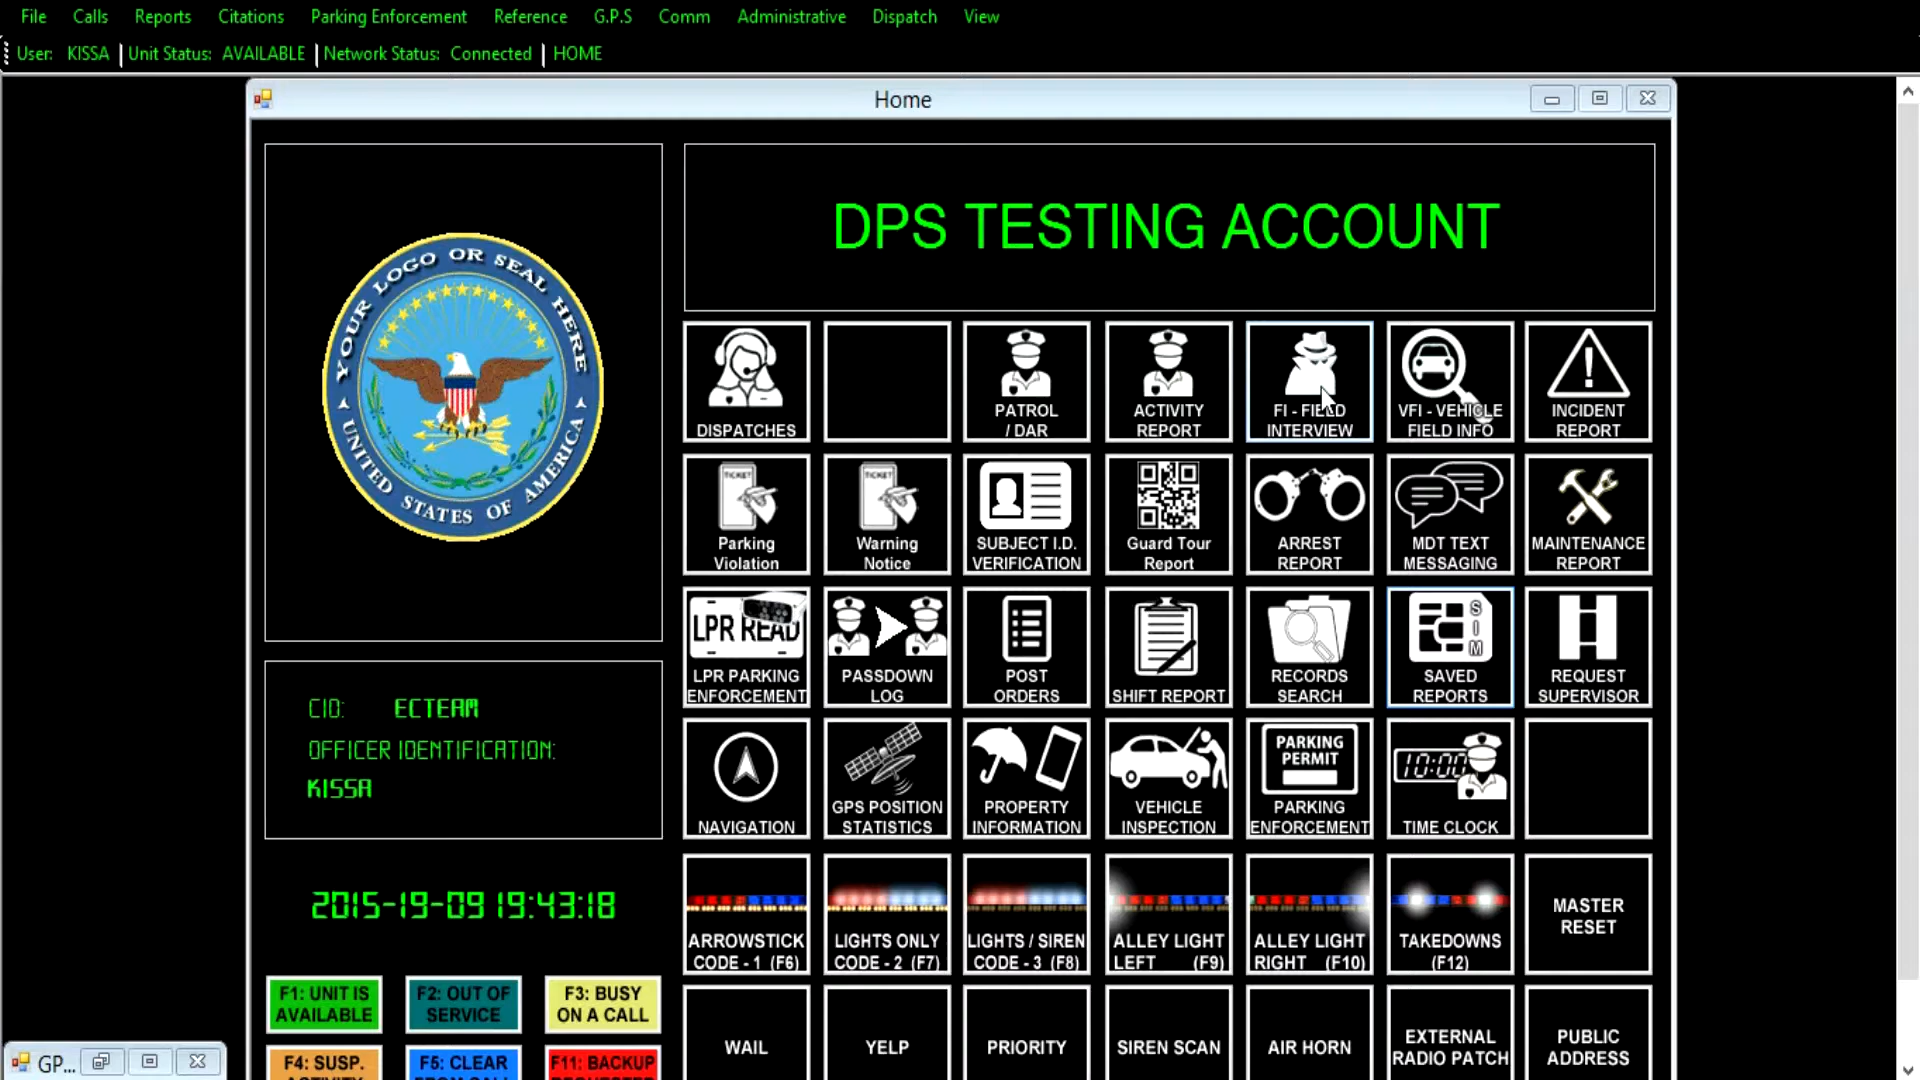 File Calls Reports Citations Parking Enforcement Reference G.P.S Comm Administrative Dispatch View
User: KISSA Unit Status: AVAILABLE Network Status: Connected HOME
Home
YOUR LOGO OR SEAL HERE
UNITED STATES OF AMERICA
DPS TESTING ACCOUNT
DISPATCHES
PATROL
/ DAR
ACTIVITY
REPORT
FI - FIELD
INTERVIEW
VFI - VEHICLE
FIELD INFO
INCIDENT
REPORT
TICKET
Parking
Violation
TICKET
Warning
Notice
SUBJECT I.D.
VERIFICATION
Guard Tour
Report
ARREST
REPORT
MDT TEXT
MESSAGING
MAINTENANCE
REPORT
LPR READ
LPR PARKING
ENFORCEMENT
PASSDOWN
LOG
POST
ORDERS
SHIFT REPORT
RECORDS
SEARCH
SIM
SAVED
REPORTS
REQUEST
SUPERVISOR
CID: ECTEAM
OFFICER IDENTIFICATION:
KISSA
NAVIGATION
GPS POSITION
STATISTICS
PROPERTY
INFORMATION
VEHICLE
INSPECTION
PARKING
PERMIT
PARKING
ENFORCEMENT
10:00
TIME CLOCK
2015-19-09 19:43:18
ARROWSTICK
CODE - 1 (F6)
LIGHTS ONLY
CODE - 2 (F7)
LIGHTS / SIREN
CODE - 3 (F8)
ALLEY LIGHT
LEFT (F9)
ALLEY LIGHT
RIGHT (F10)
TAKEDOWNS
(F12)
MASTER
RESET
F1: UNIT IS
AVAILABLE
F2: OUT OF
SERVICE
F3: BUSY
ON A CALL
WAIL
YELP
PRIORITY
SIREN SCAN
AIR HORN
EXTERNAL
RADIO PATCH
PUBLIC
ADDRESS
GP...
F4: SUSP.
ACTIVITY
F5: CLEAR
FROM CALL
F11: BACKUP
REQUESTED